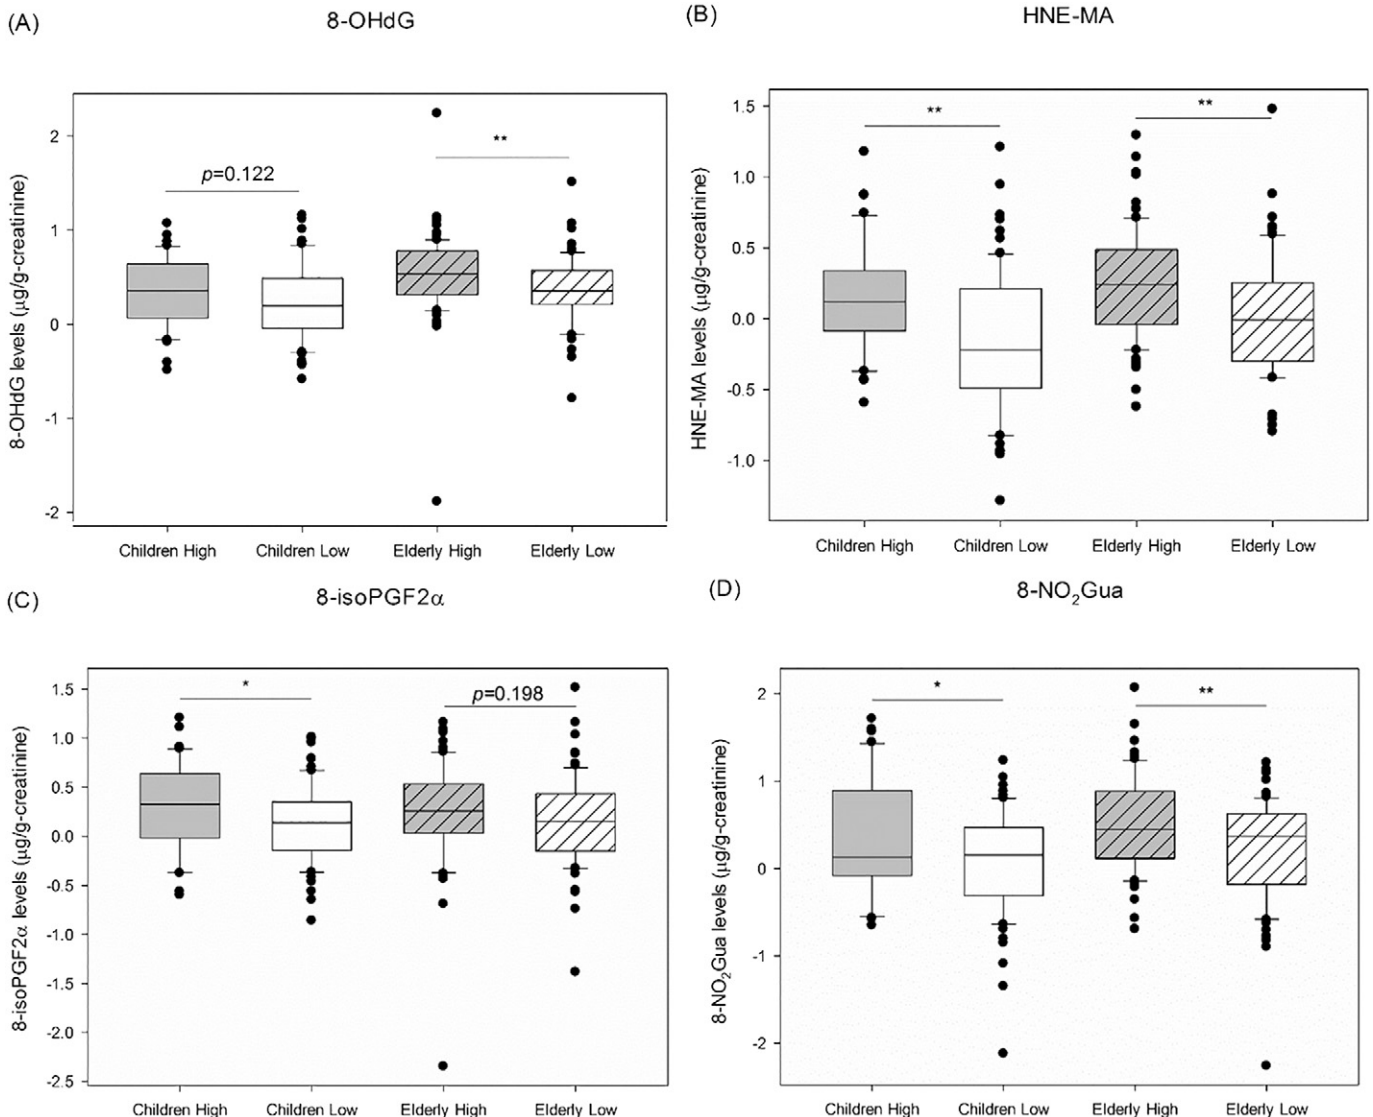 (A)
8-OHdG
8-OHdG levels (μg/g-creatinine)
2
1
0
-1
-2
p=0.122
**
Children High
Children Low
Elderly High
Elderly Low
(B)
HNE-MA
HNE-MA levels (μg/g-creatinine)
1.5
1.0
0.5
0.0
-0.5
-1.0
**
**
Children High
Children Low
Elderly High
Elderly Low
(C)
8-isoPGF2α
8-isoPGF2α levels (μg/g-creatinine)
1.5
1.0
0.5
0.0
-0.5
-1.0
-1.5
-2.0
-2.5
*
p=0.198
Children High
Children Low
Elderly High
Elderly Low
(D)
8-NO₂Gua
8-NO₂Gua levels (μg/g-creatinine)
2
1
0
-1
-2
*
**
Children High
Children Low
Elderly High
Elderly Low